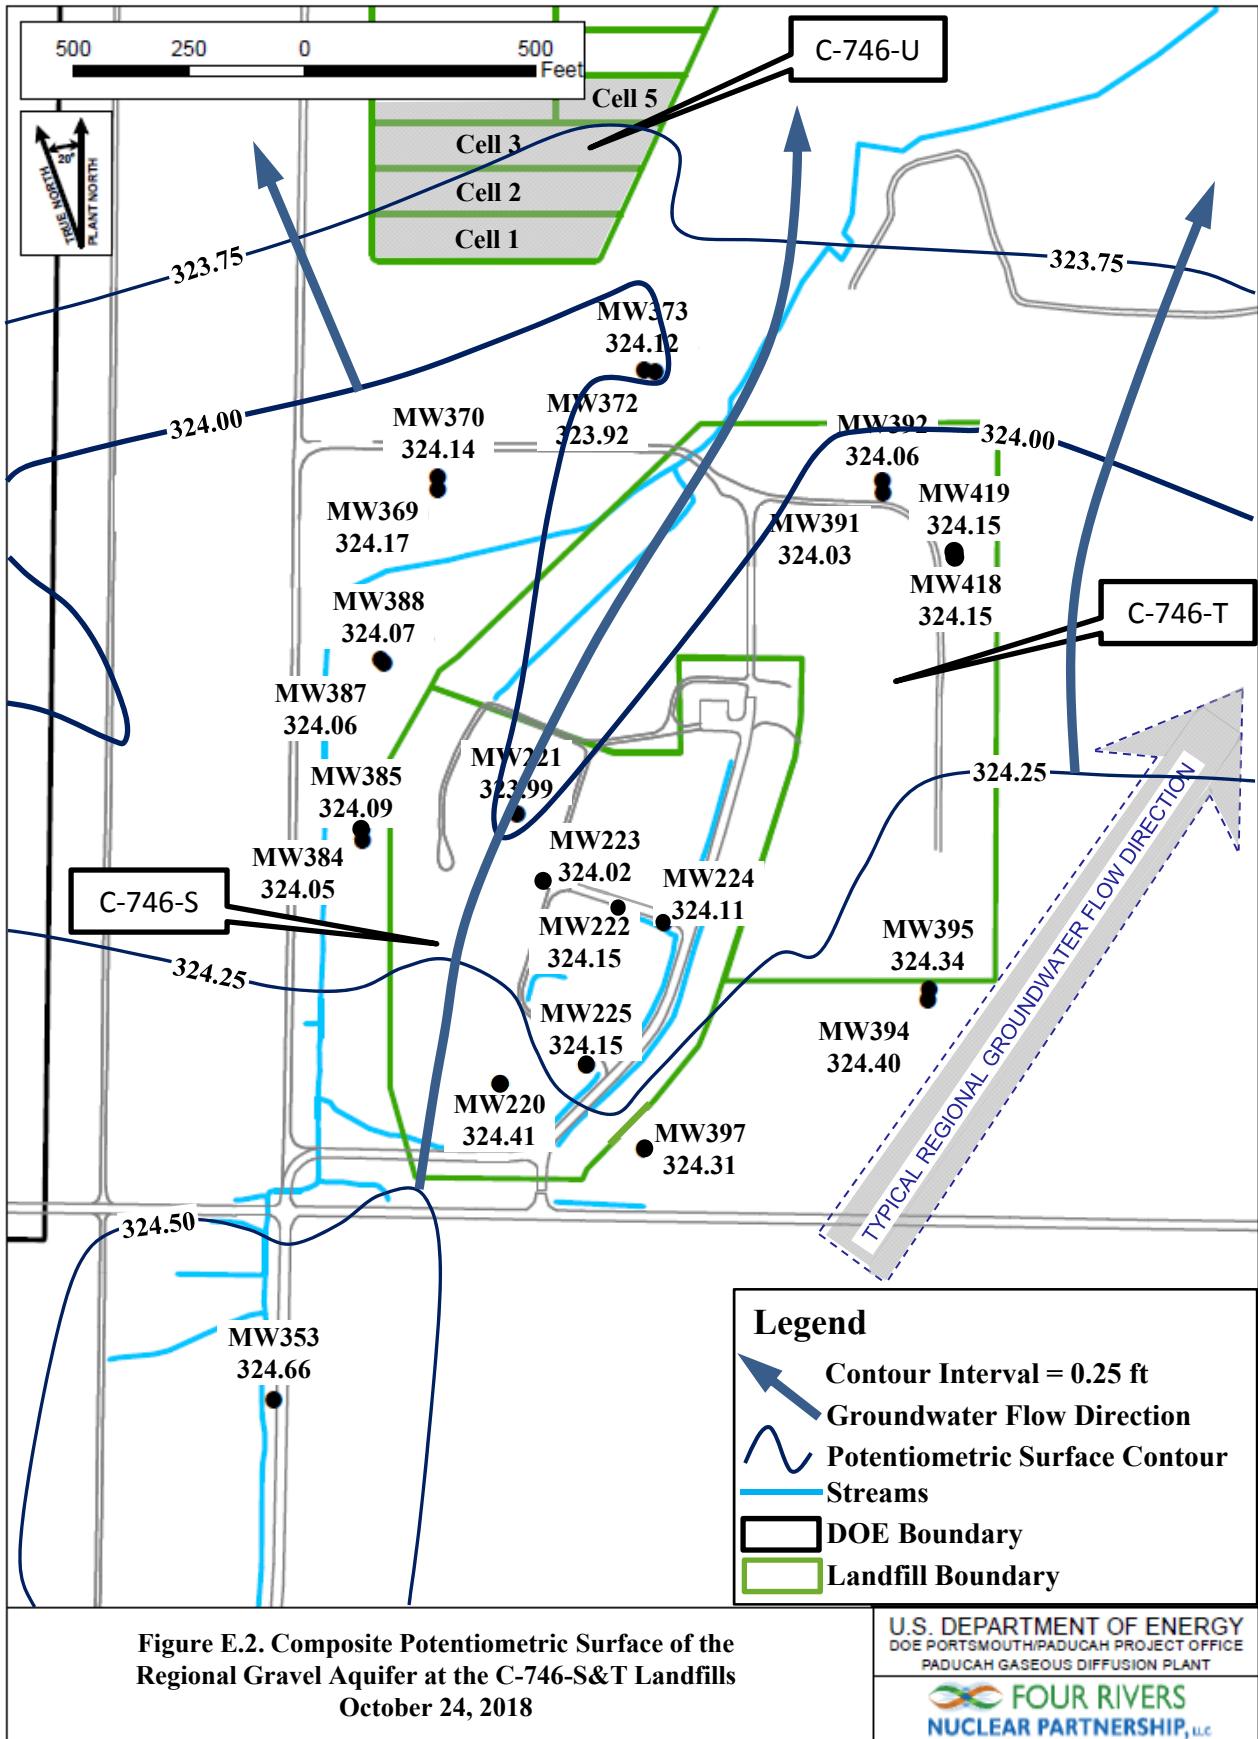 500 250 0 500
Feet
C-746-U
20°
TRUE NORTH
PLANT NORTH
Cell 5
Cell 3
Cell 2
Cell 1
323.75
323.75
MW373
324.12
324.00
MW370
324.14
MW372
323.92
MW392
324.06
324.00
MW369
324.17
MW391
324.03
MW419
324.15
MW418
324.15
MW388
324.07
C-746-T
MW387
324.06
MW221
323.99
MW385
324.09
324.25
MW384
324.05
MW223
324.02
MW224
324.11
C-746-S
MW222
324.15
MW395
324.34
324.25
MW225
324.15
MW394
324.40
MW220
324.41
MW397
324.31
TYPICAL REGIONAL GROUNDWATER FLOW DIRECTION
324.50
MW353
324.66
Legend
Contour Interval = 0.25 ft
Groundwater Flow Direction
Potentiometric Surface Contour
Streams
DOE Boundary
Landfill Boundary
Figure E.2. Composite Potentiometric Surface of the
Regional Gravel Aquifer at the C-746-S&T Landfills
October 24, 2018
U.S. DEPARTMENT OF ENERGY
DOE PORTSMOUTH/PADUCAH PROJECT OFFICE
PADUCAH GASEOUS DIFFUSION PLANT
FOUR RIVERS
NUCLEAR PARTNERSHIP, LLC